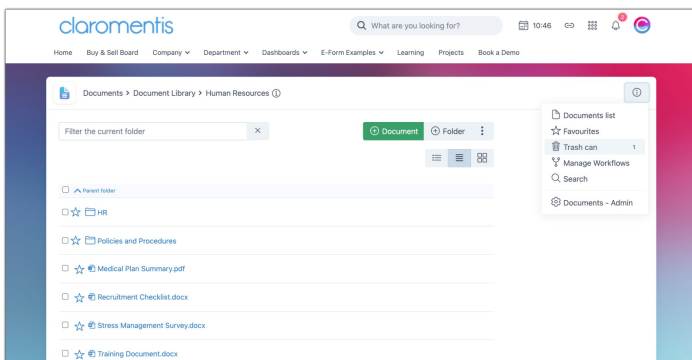 claromentis
What are you looking for?
10:46
0
Home Buy & Sell Board Company Department Dashboards E-Form Examples Learning Projects Book a Demo
Documents > Document Library > Human Resources
Filter the current folder
Document Folder
Documents list
Favourites
Trash can 1
Manage Workflows
Search
Documents - Admin
Parent folder
HR
Policies and Procedures
Medical Plan Summary.pdf
Recruitment Checklist.docx
Stress Management Survey.docx
Training Document.docx